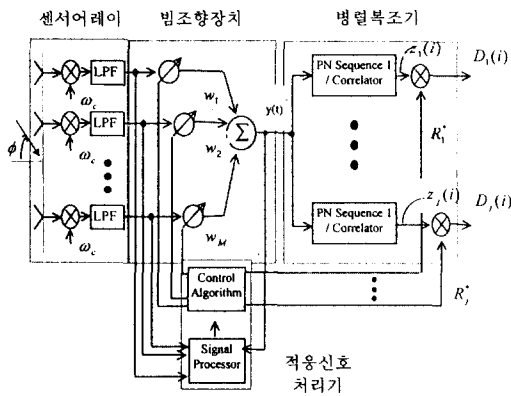 센서어레이
빔조향장치
병렬복조기
LPF
ω_c
LPF
ω_c
LPF
ω_c
ϕ
w_1
w_2
w_M
Σ
y(t)
PN Sequence 1
/ Correlator
z_1(i)
D_1(i)
R_1^*
PN Sequence 1
/ Correlator
z_j(i)
D_j(i)
R_j^*
Control
Algorithm
Signal
Processor
적응신호
처리기